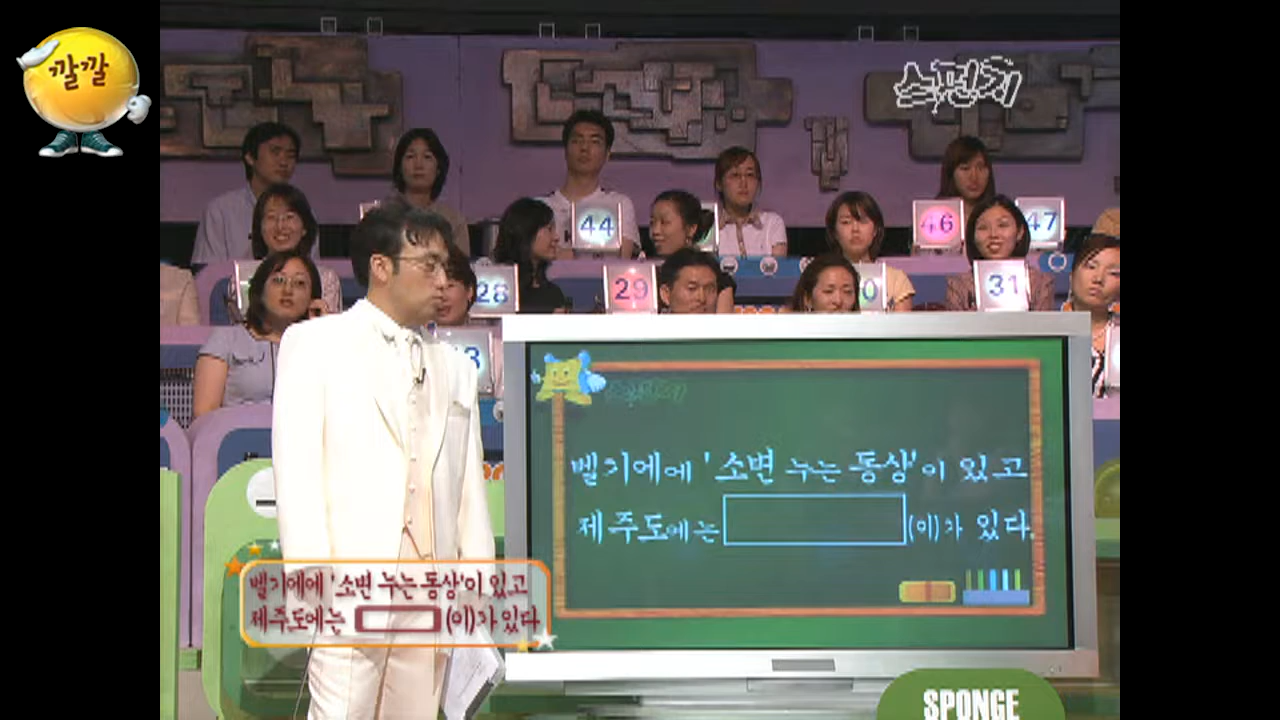 깔깔
스펀지
44
46
47
28
29
31
벨기에에 '소변 누는 동상'이 있고
제주도에는 (이)가 있다.
벨기에에 '소변 누는 동상'이 있고
제주도에는 (이)가 있다
SPONGE